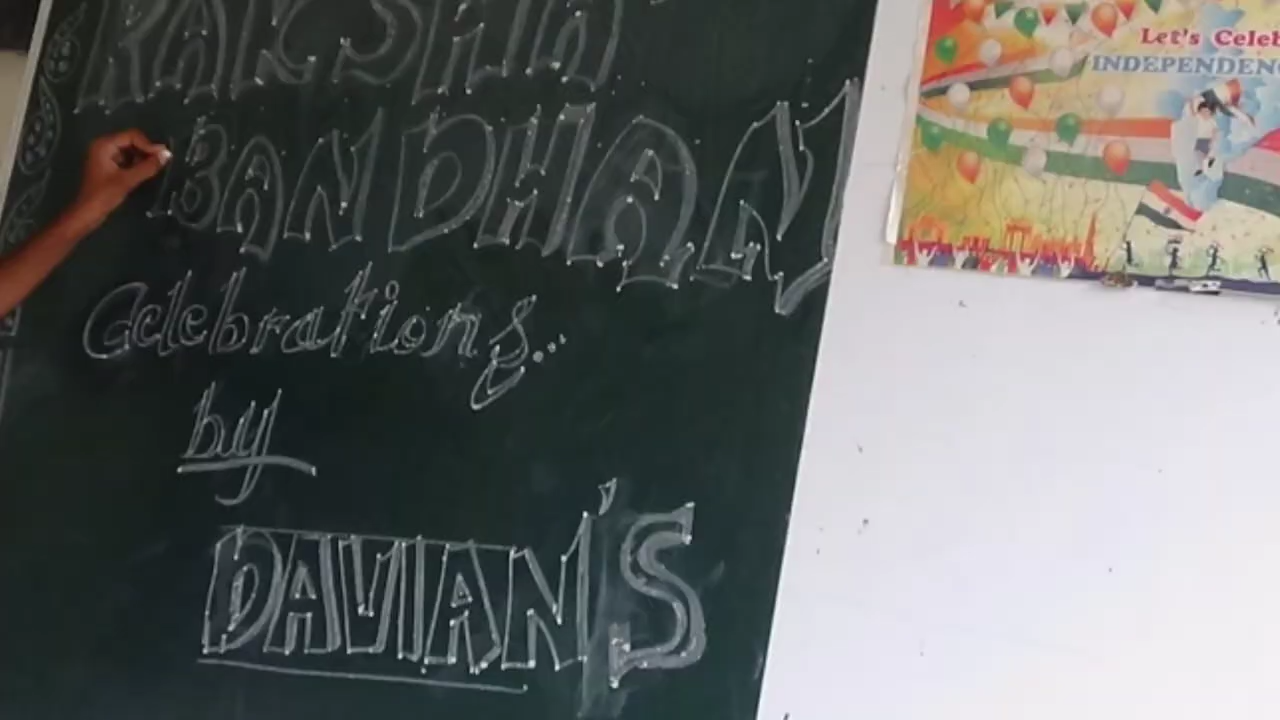 RAKSHA
BANDHAN
Celebrations...
by
DAVIAN'S
Let's Celeb
INDEPENDENC